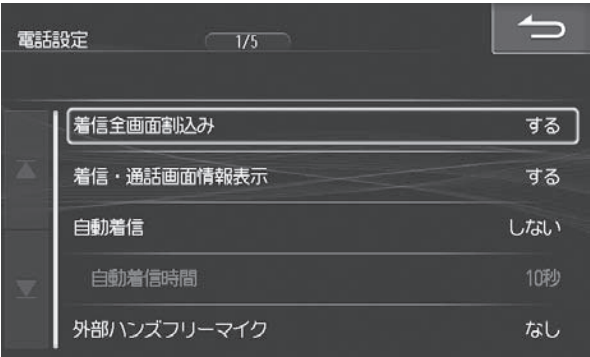 電話設定 1/5
着信全画面割込み する
着信・通話画面情報表示 する
自動着信 しない
自動着信時間 10秒
外部ハンズフリーマイク なし